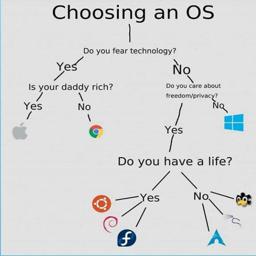 Choosing an OS
Do you fear technology?
Yes
No
Is your daddy rich?
Do you care about
freedom/privacy?
Yes
No
No
Yes
Do you have a life?
Yes
No